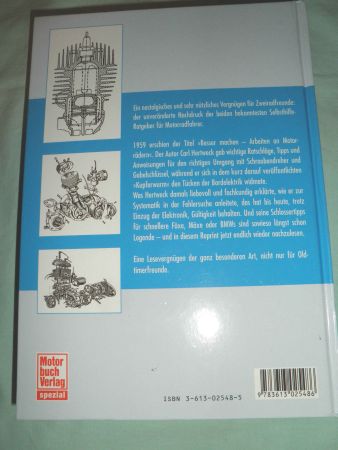 Ein nostalgisches und sehr nützliches Vergnügen für Zweiradfreunde:
der unveränderte Nachdruck der beiden bekanntesten Selbsthilfe-
Ratgeber für Motorradfahrer.
1959 erschien der Titel »Besser machen – Arbeiten an Motor-
rädern«. Der Autor Carl Hertweck gab wichtige Ratschläge, Tipps und
Anweisungen für den richtigen Umgang mit Schraubendreher und
Gabelschlüssel, während er sich in dem kurz darauf veröffentlichten
»Kupferwurm« den Tücken der Bordelektrik widmete.
Was Hertweck damals liebevoll und fachkundig erklärte, wie er zur
Systematik in der Fehlersuche anleitete, das hat bis heute, trotz
Einzug der Elektronik, Gültigkeit behalten. Und seine Schlossertipps
für schnellere Füxe, Mäxe oder BMWs sind sowieso längst schon
Legende – und in diesem Reprint jetzt endlich wieder nachzulesen.
Eine Lesevergnügen der ganz besonderen Art, nicht nur für Old-
timerfreunde.
Motor
buch
Verlag
spezial
ISBN 3-613-02548-5
9 783613 025486